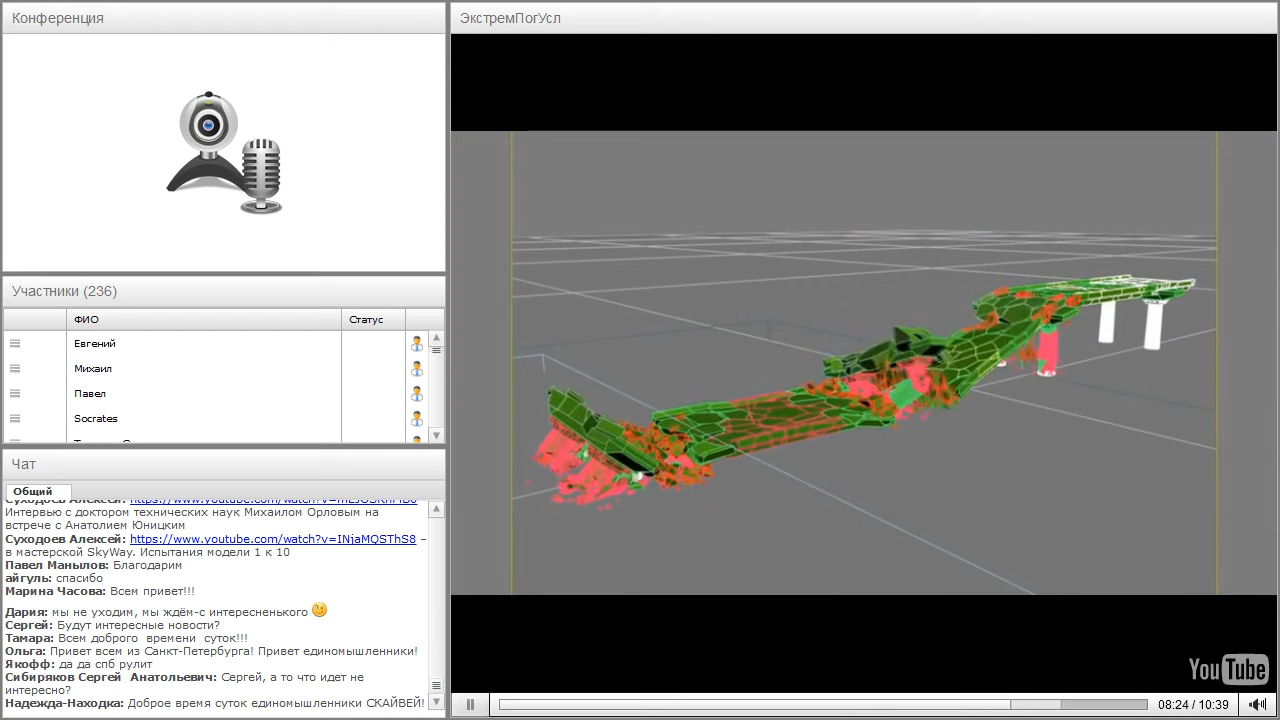 Конференция
ЭкстремПогУсл
Участники (236)
ФИО
Статус
Евгений
Михаил
Павел
Socrates
Чат
Общий
Суходоев Алексей:
Интервью с доктором технических наук Михаилом Орловым на
встрече с Анатолием Юницким
Суходоев Алексей: https://www.youtube.com/watch?v=INjaMQSThS8 –
в мастерской SkyWay. Испытания модели 1 к 10
Павел Манылов: Благодарим
айгуль: спасибо
Марина Часова: Всем привет!!!
Дария: мы не уходим, мы ждём-с интересненького
Сергей: Будут интересные новости?
Тамара: Всем доброго времени суток!!!
Ольга: Привет всем из Санкт-Петербурга! Привет единомышленники!
Якофф: да да спб рулит
Сибиряков Сергей Анатольевич: Сергей, а то что идет не
интересно?
Надежда-Находка: Доброе время суток единомышленники СКАЙВЕЙ!
YouTube
08:24 / 10:39